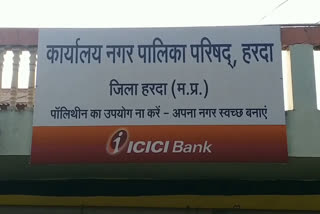 कार्यालय नगर पालिका परिषद्, हरदा
जिला हरदा (म.प्र.)
पॉलिथीन का उपयोग ना करें - अपना नगर स्वच्छ बनाएं
ICICI Bank